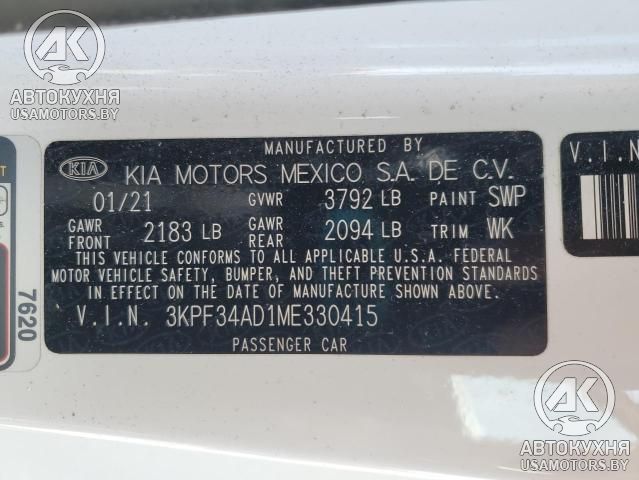 AK
АВТОКУХНЯ
USAMOTORS.BY
MANUFACTURED BY
KIA KIA MOTORS MEXICO, S.A. DE C.V.
01/21 GVWR 3792 LB PAINT SWP
GAWR FRONT 2183 LB GAWR REAR 2094 LB TRIM WK
THIS VEHICLE CONFORMS TO ALL APPLICABLE U.S.A. FEDERAL
MOTOR VEHICLE SAFETY, BUMPER, AND THEFT PREVENTION STANDARDS
IN EFFECT ON THE DATE OF MANUFACTURE SHOWN ABOVE.
V.I.N. 3KPF34AD1ME330415
PASSENGER CAR
7620
V.I.N
AK
АВТОКУХНЯ
USAMOTORS.BY